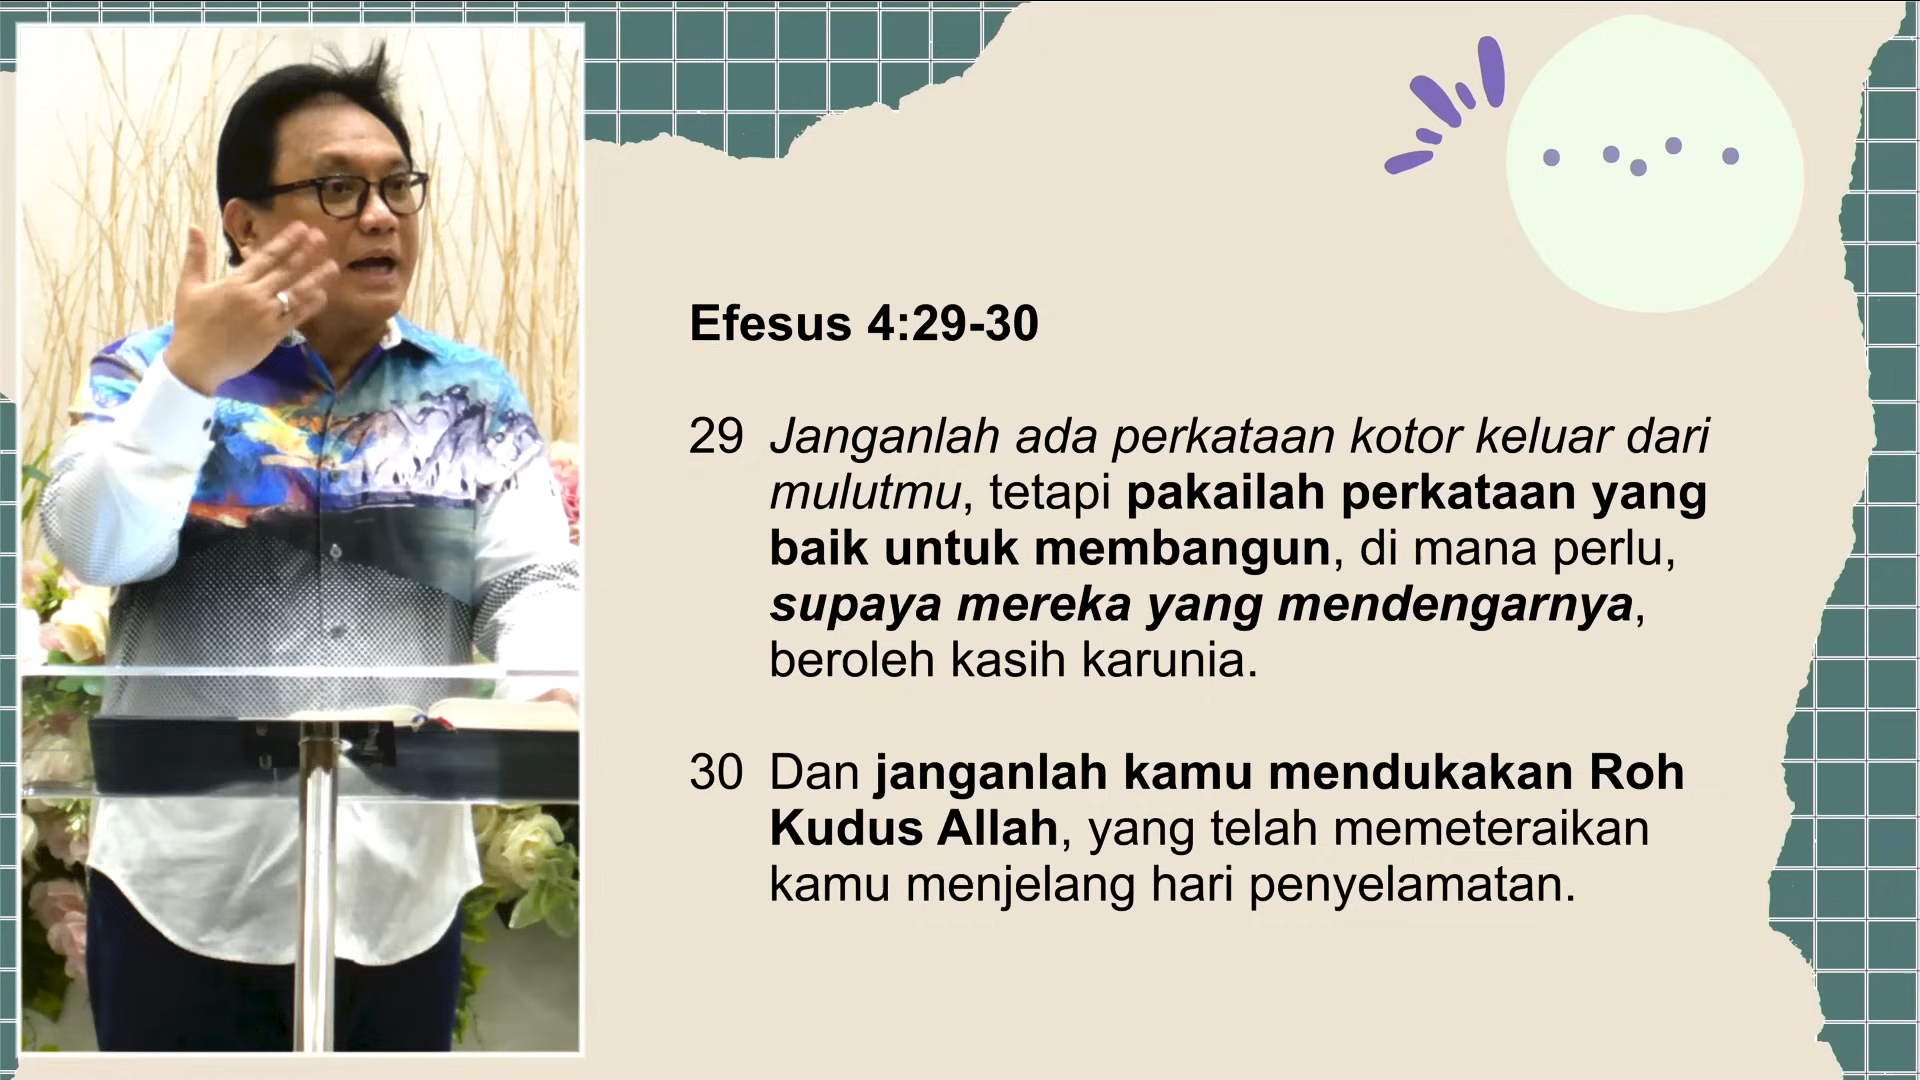 Efesus 4:29-30
29 Janganlah ada perkataan kotor keluar dari
mulutmu, tetapi pakailah perkataan yang
baik untuk membangun, di mana perlu,
supaya mereka yang mendengarnya,
beroleh kasih karunia.
30 Dan janganlah kamu mendukakan Roh
Kudus Allah, yang telah memeteraikan
kamu menjelang hari penyelamatan.